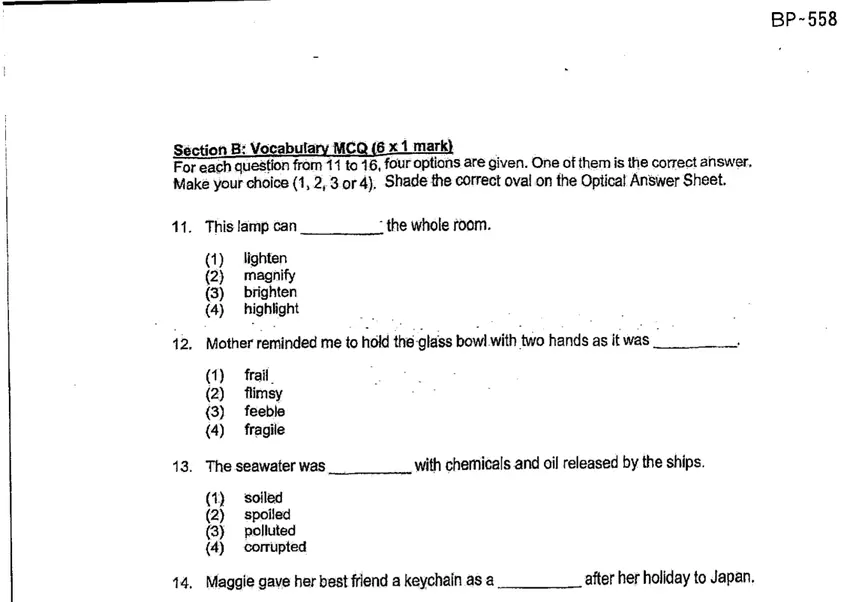 BP-558
Section B: Vocabulary MCQ (6 x 1 mark)
For each question from 11 to 16, four options are given. One of them is the correct answer.
Make your choice (1, 2, 3 or 4). Shade the correct oval on the Optical Answer Sheet.
11. This lamp can _________ the whole room.
(1) lighten
(2) magnify
(3) brighten
(4) highlight
12. Mother reminded me to hold the glass bowl with two hands as it was _________.
(1) frail
(2) flimsy
(3) feeble
(4) fragile
13. The seawater was _________ with chemicals and oil released by the ships.
(1) soiled
(2) spoiled
(3) polluted
(4) corrupted
14. Maggie gave her best friend a keychain as a _________ after her holiday to Japan.